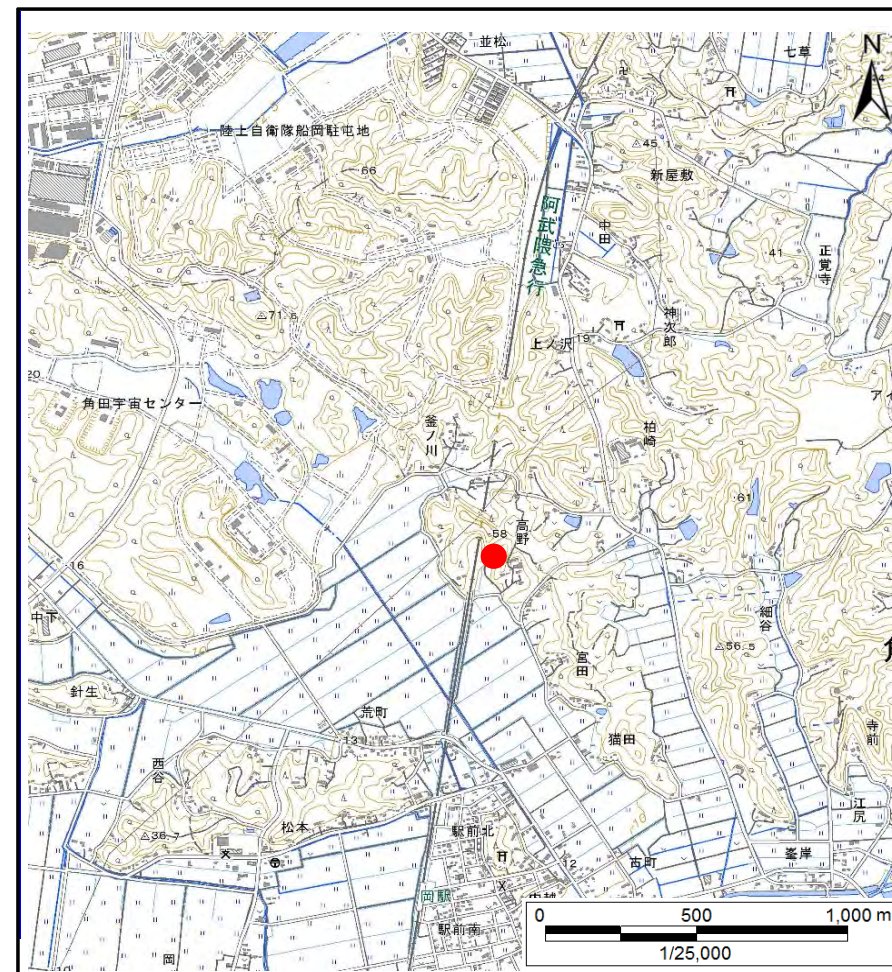 並松
七草
N
陸上自衛隊船岡駐屯地
45.1
66
新屋敷
阿武隈急行
中田
41
正覚寺
神次郎
71.6
上ノ沢
19
20
角田宇宙センター
釜ノ川
柏崎
61
58
高野
16
中下
細谷
56.5
針生
宮田
荒町
猫田
寺前
13
西谷
江尻
松本
36.7
駅前北
12
古町
峯岸
岡駅
駅前南
岡
0 500 1,000 m
1/25,000